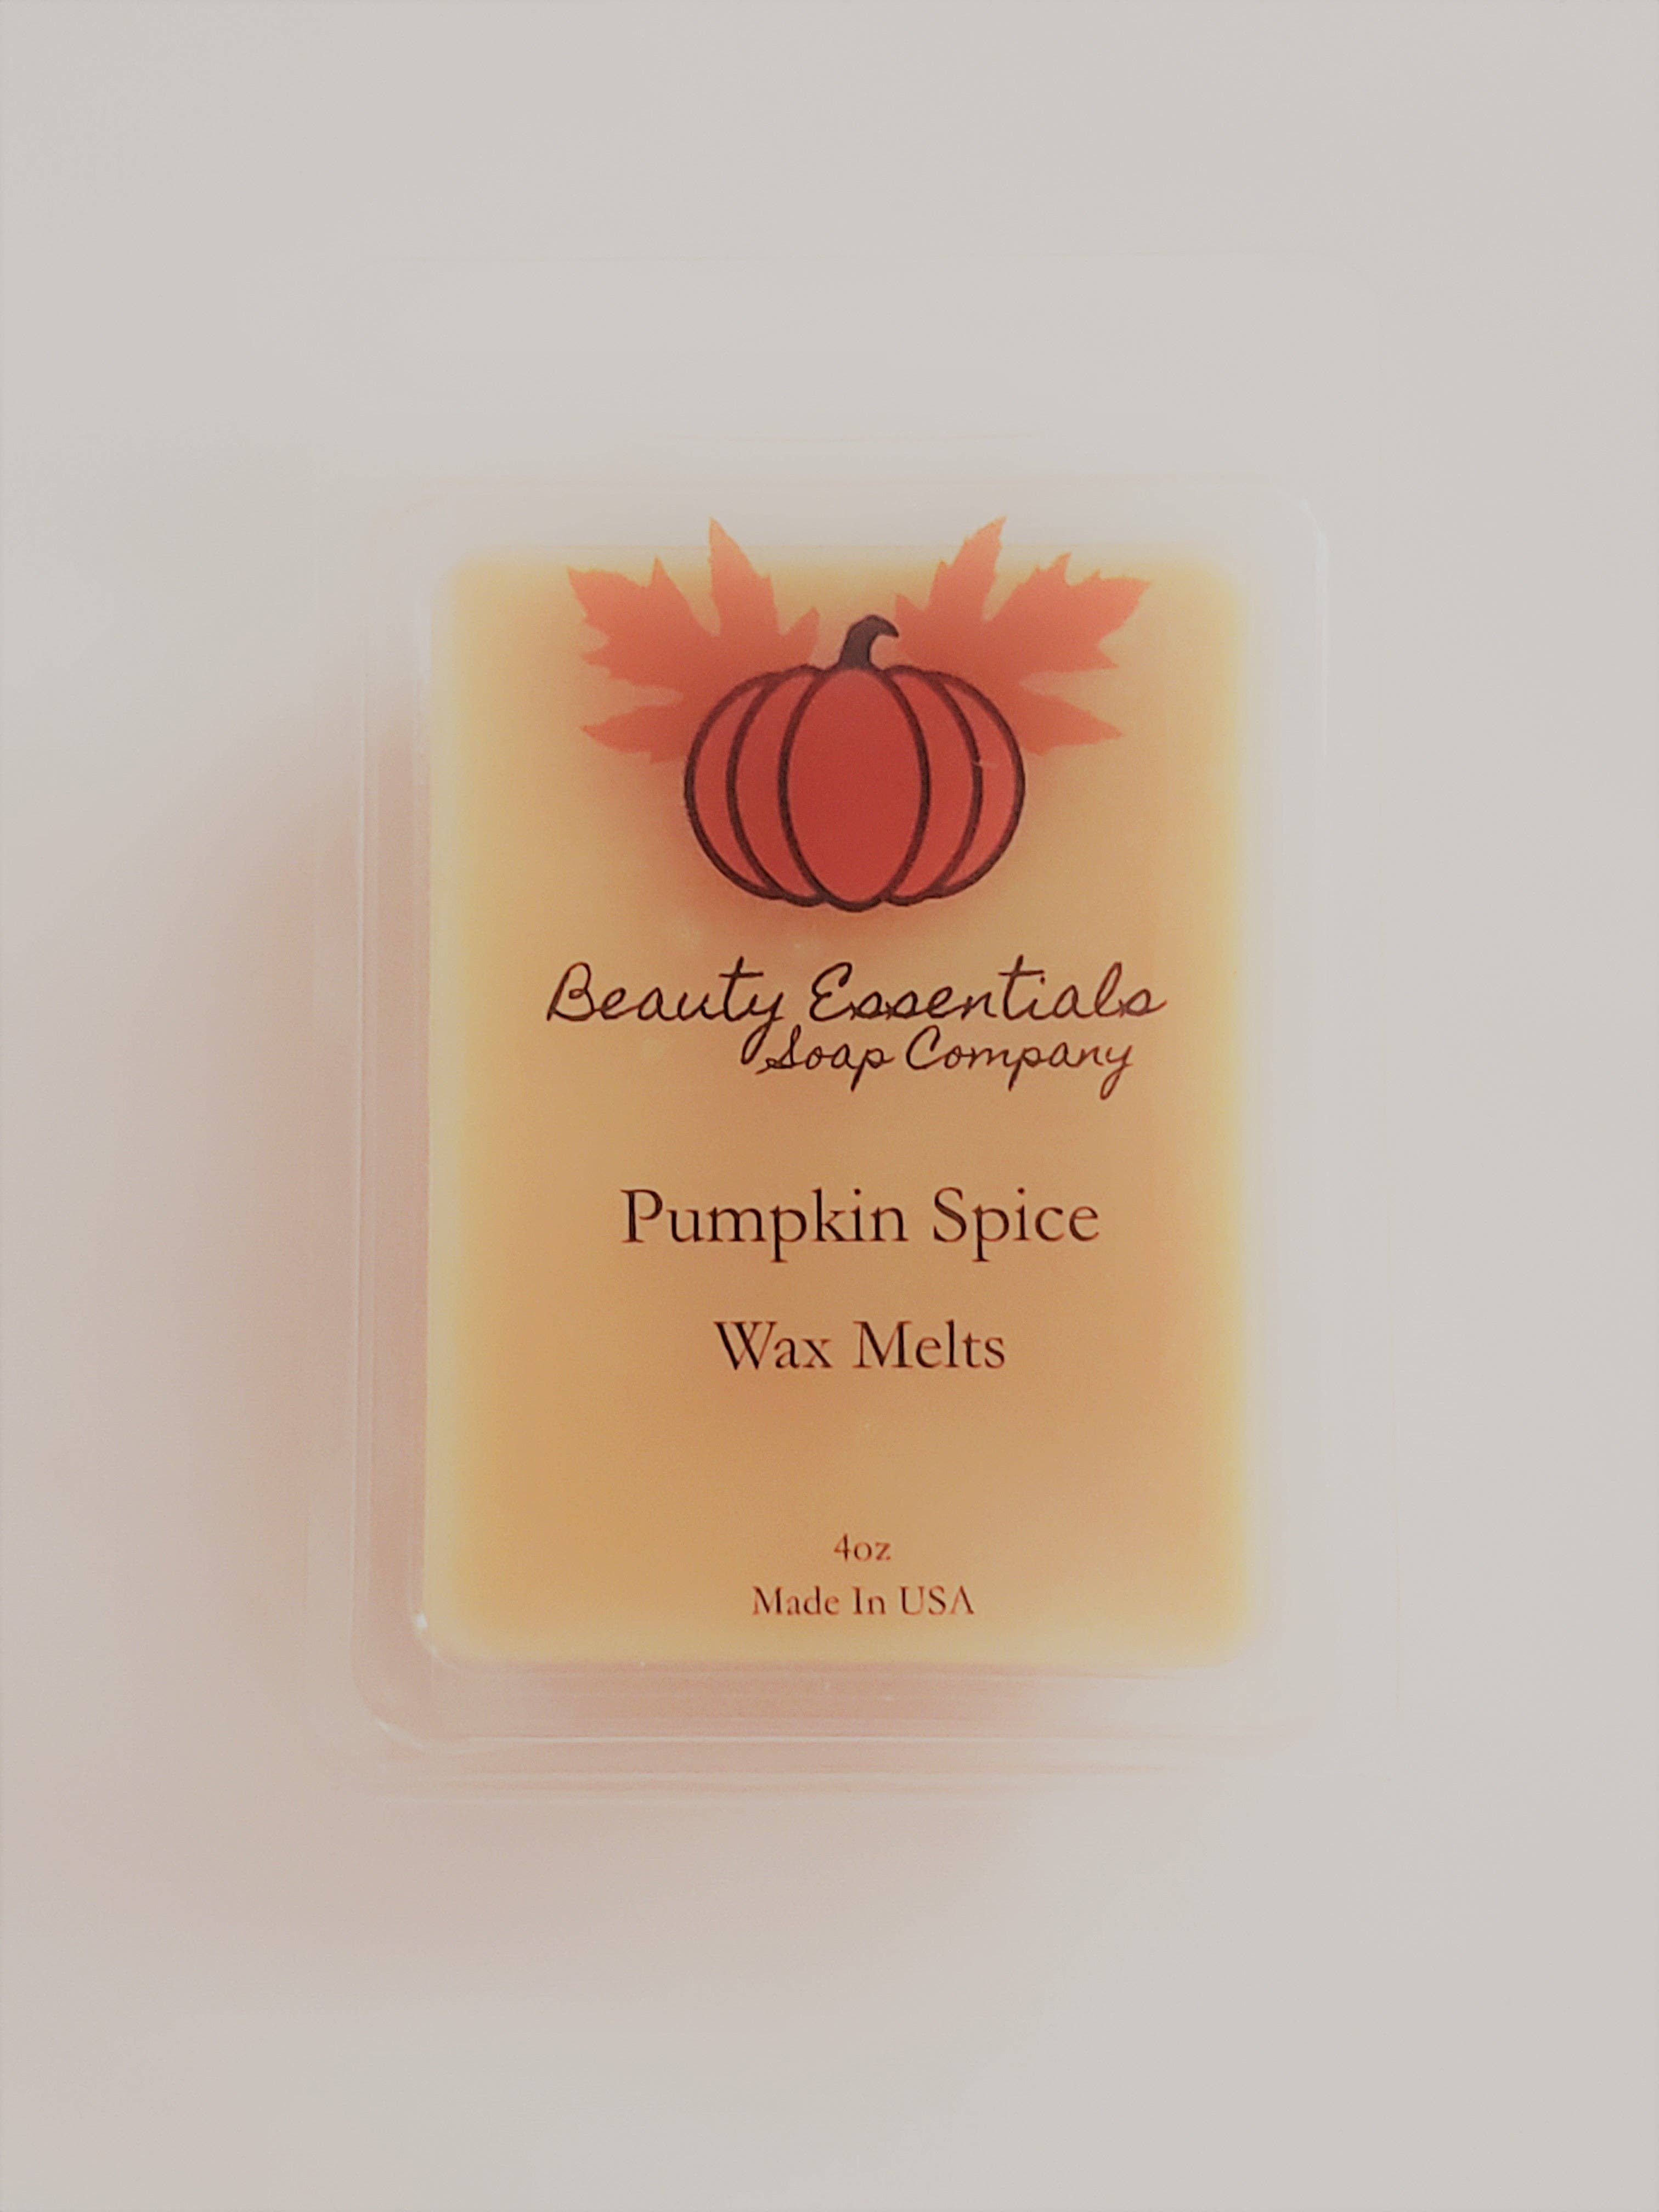 Beauty Essentials
Soap Company
Pumpkin Spice
Wax Melts
4oz
Made In USA